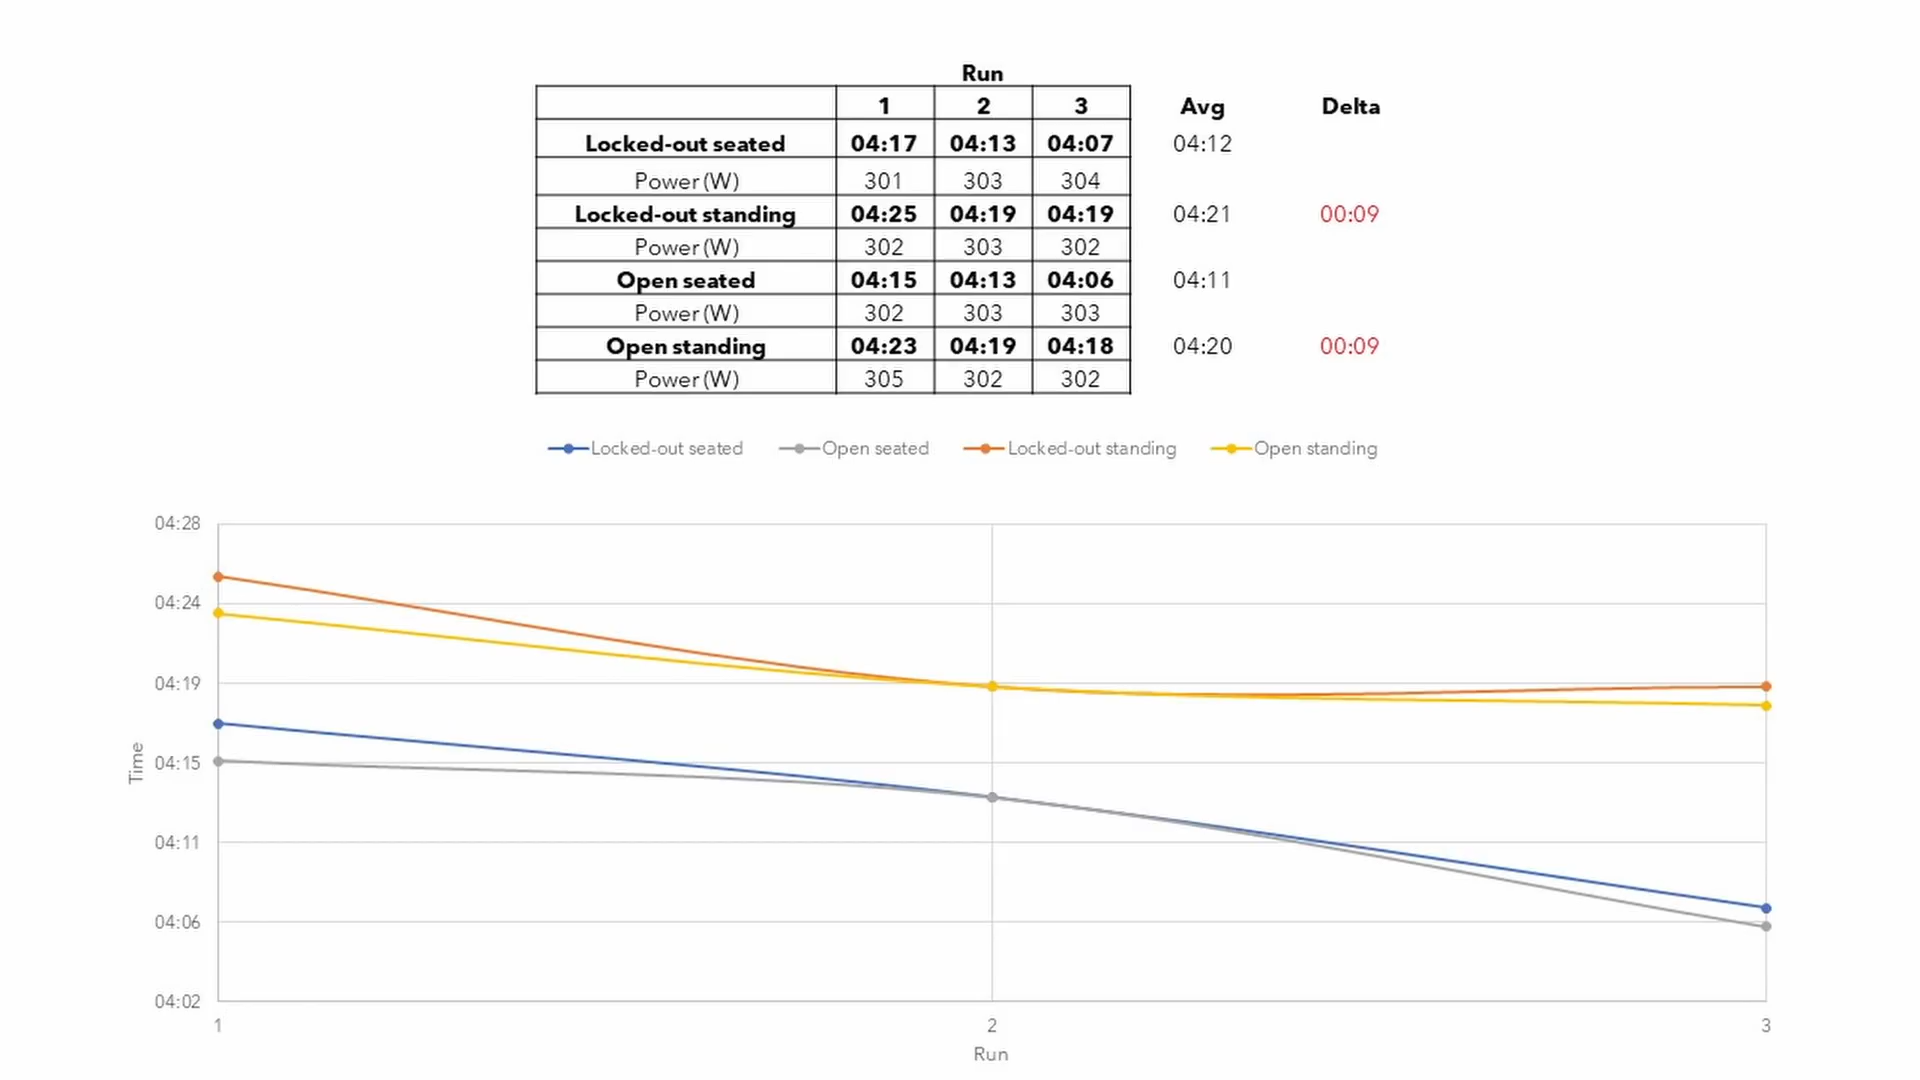 Run
1 2 3 Avg Delta
Locked-out seated 04:17 04:13 04:07 04:12
Power (W) 301 303 304
Locked-out standing 04:25 04:19 04:19 04:21 00:09
Power (W) 302 303 302
Open seated 04:15 04:13 04:06 04:11
Power (W) 302 303 303
Open standing 04:23 04:19 04:18 04:20 00:09
Power (W) 305 302 302
Locked-out seated Open seated Locked-out standing Open standing
04:28
04:24
04:19
04:15
04:11
04:06
04:02
Time
1 2 3
Run